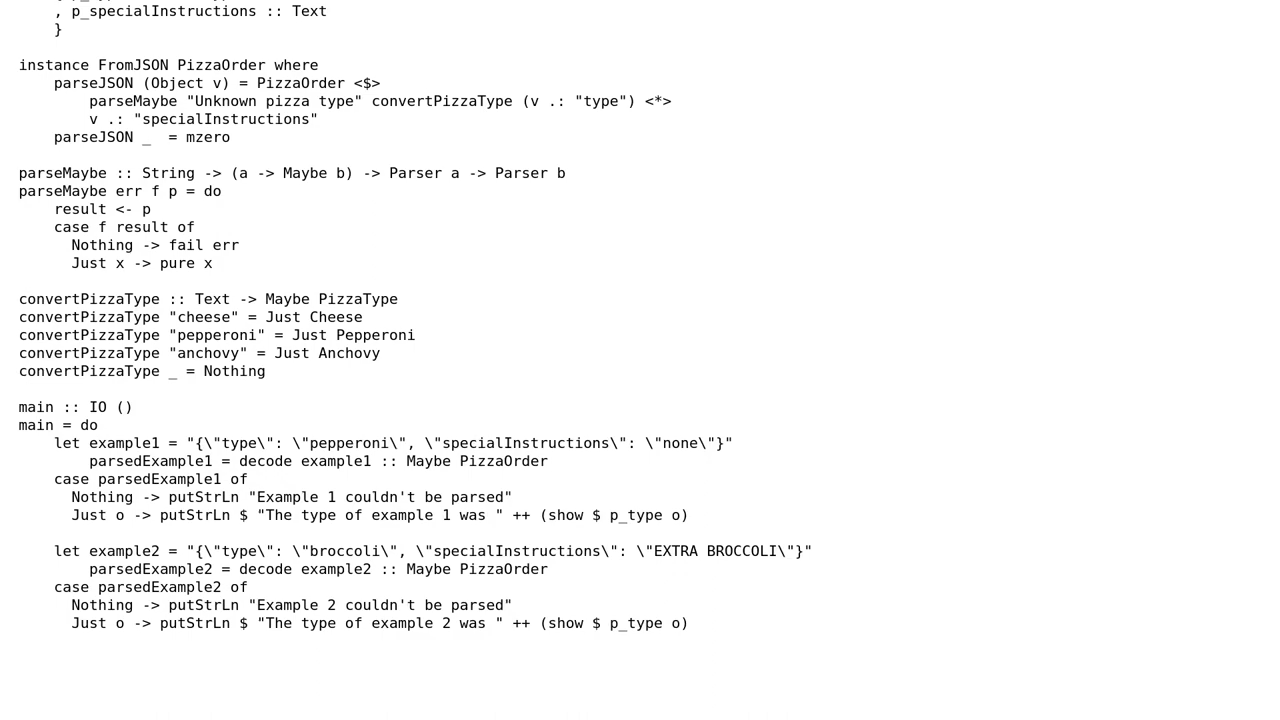 , p_specialInstructions :: Text
}
instance FromJSON PizzaOrder where
parseJSON (Object v) = PizzaOrder <$>
parseMaybe "Unknown pizza type" convertPizzaType (v .: "type") <*>
v .: "specialInstructions"
parseJSON _  = mzero
parseMaybe :: String -> (a -> Maybe b) -> Parser a -> Parser b
parseMaybe err f p = do
result <- p
case f result of
Nothing -> fail err
Just x -> pure x
convertPizzaType :: Text -> Maybe PizzaType
convertPizzaType "cheese" = Just Cheese
convertPizzaType "pepperoni" = Just Pepperoni
convertPizzaType "anchovy" = Just Anchovy
convertPizzaType _ = Nothing
main :: IO ()
main = do
let example1 = "{\"type\": \"pepperoni\", \"specialInstructions\": \"none\"}"
parsedExample1 = decode example1 :: Maybe PizzaOrder
case parsedExample1 of
Nothing -> putStrLn "Example 1 couldn't be parsed"
Just o -> putStrLn $ "The type of example 1 was " ++ (show $ p_type o)
let example2 = "{\"type\": \"broccoli\", \"specialInstructions\": \"EXTRA BROCCOLI\"}"
parsedExample2 = decode example2 :: Maybe PizzaOrder
case parsedExample2 of
Nothing -> putStrLn "Example 2 couldn't be parsed"
Just o -> putStrLn $ "The type of example 2 was " ++ (show $ p_type o)